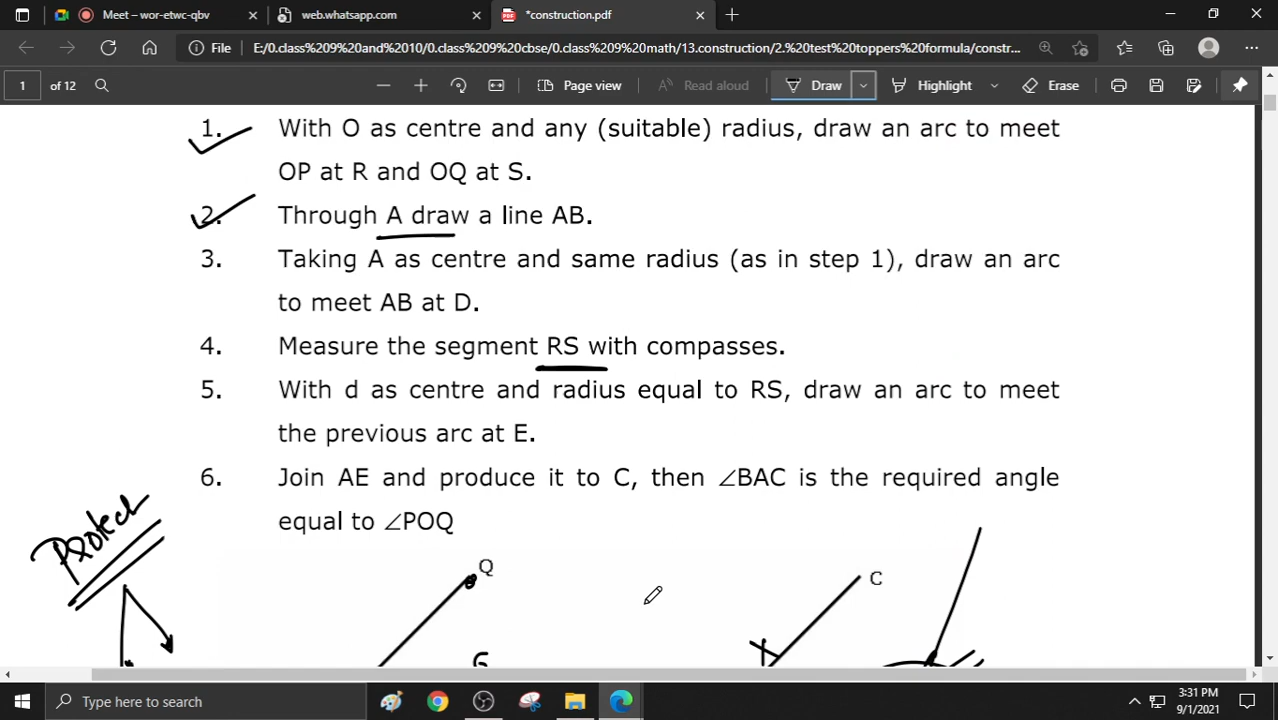 Meet – wor-etwc-qbv
web.whatsapp.com
*construction.pdf
File
E:/0.class%209%20and%2010/0.class%209%20cbse/0.class%209%20math/13.construction/2.%20test%20toppers%20formula/constr...
1
of 12
Page view
Read aloud
Draw
Highlight
Erase
1. With O as centre and any (suitable) radius, draw an arc to meet
OP at R and OQ at S.
2. Through A draw a line AB.
3. Taking A as centre and same radius (as in step 1), draw an arc
to meet AB at D.
4. Measure the segment RS with compasses.
5. With d as centre and radius equal to RS, draw an arc to meet
the previous arc at E.
6. Join AE and produce it to C, then ∠BAC is the required angle
equal to ∠POQ
Q
C
Type here to search
3:31 PM
9/1/2021